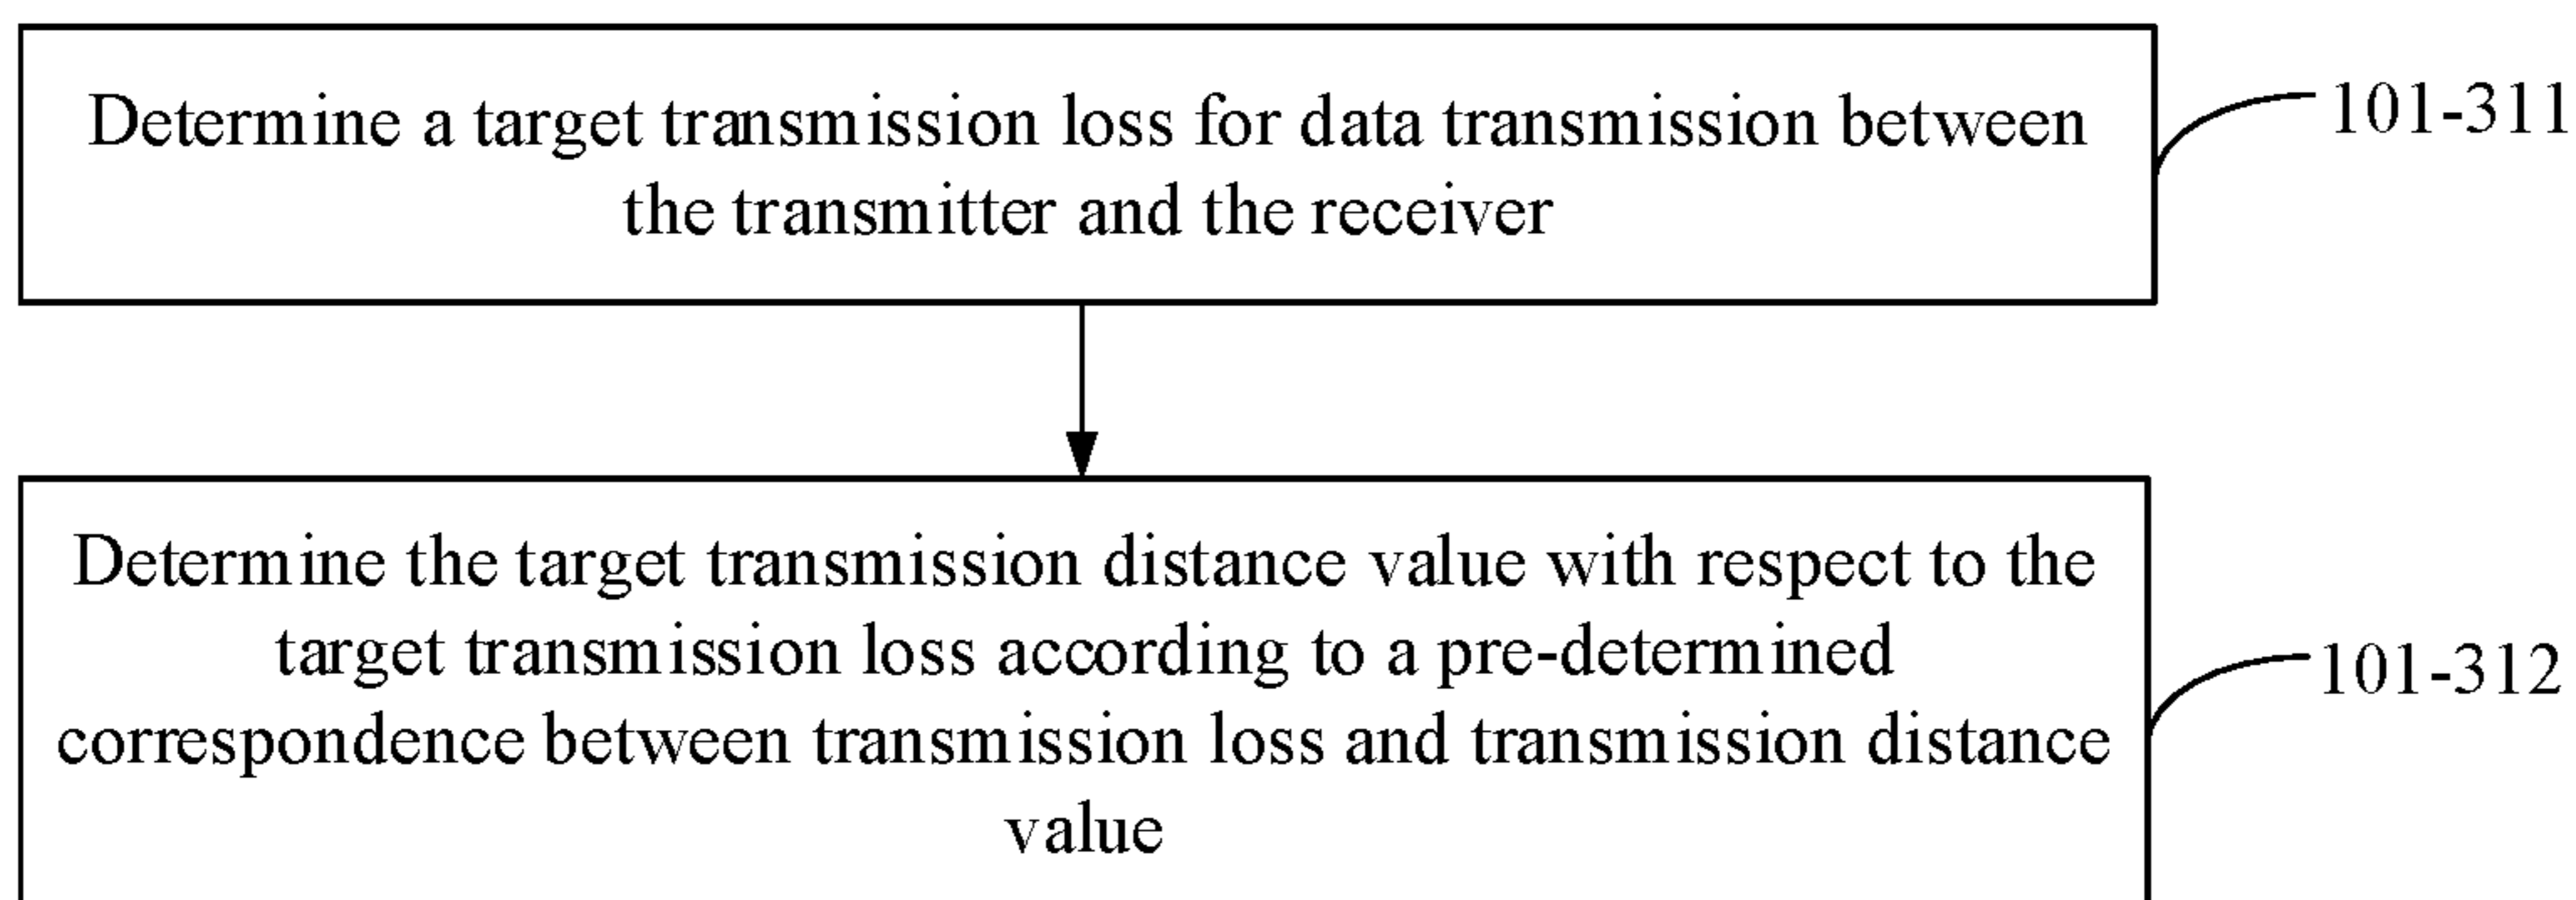 Determine a target transmission loss for data transmission between
the transmitter and the receiver
101-311
Determine the target transmission distance value with respect to the
target transmission loss according to a pre-determined
correspondence between transmission loss and transmission distance
value
101-312